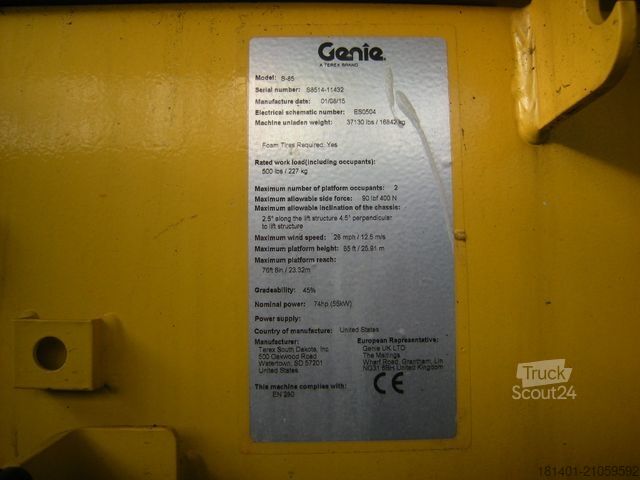 Genie
A TEREX BRAND
Model: S-85
Serial number: S8514-11432
Manufacture date: 01/08/15
Electrical schematic number: ES0504
Machine unladen weight: 37130 lbs / 16842 kg
Foam Tires Required: Yes
Rated work load(including occupants):
500 lbs / 227 kg
Maximum number of platform occupants: 2
Maximum allowable side force: 90 lbf 400 N
Maximum allowable inclination of the chassis:
2.5° along the lift structure 4.5° perpendicular
to lift structure
Maximum wind speed: 28 mph / 12.5 m/s
Maximum platform height: 85 ft / 25.91 m
Maximum platform reach:
76ft 6in / 23.32m
Gradeability: 45%
Nominal power: 74hp (55kW)
Power supply:
Country of manufacture: United States
Manufacturer:
Terex South Dakota, Inc
500 Oakwood Road
Watertown, SD 57201
United States
European Representative:
Genie UK LTD
The Maltings
Wharf Road, Grantham, Lin
NG31 6BH United Kingdom
This machine complies with:
EN 280
CE
Truck
Scout24
181401-21059592